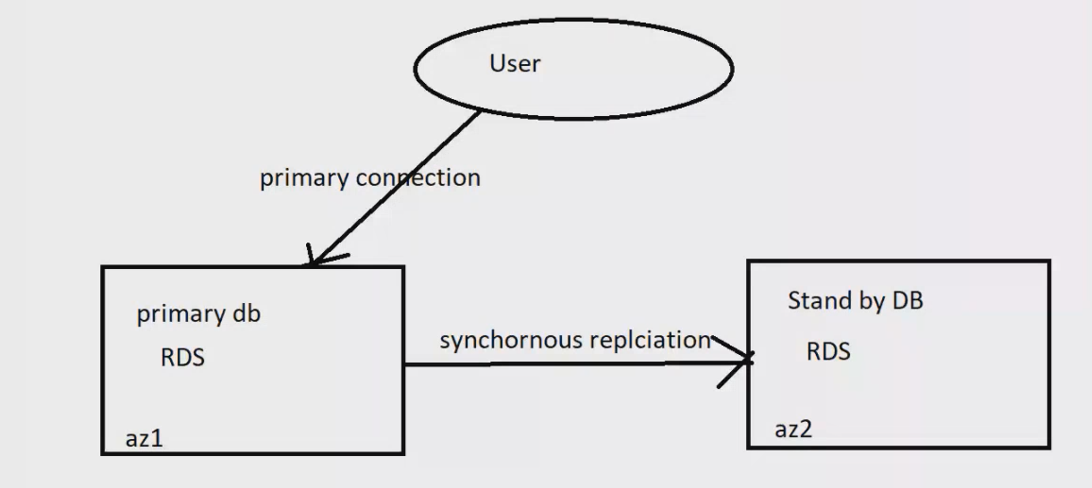 User
primary connection
primary db
RDS
az1
synchornous replciation
Stand by DB
RDS
az2